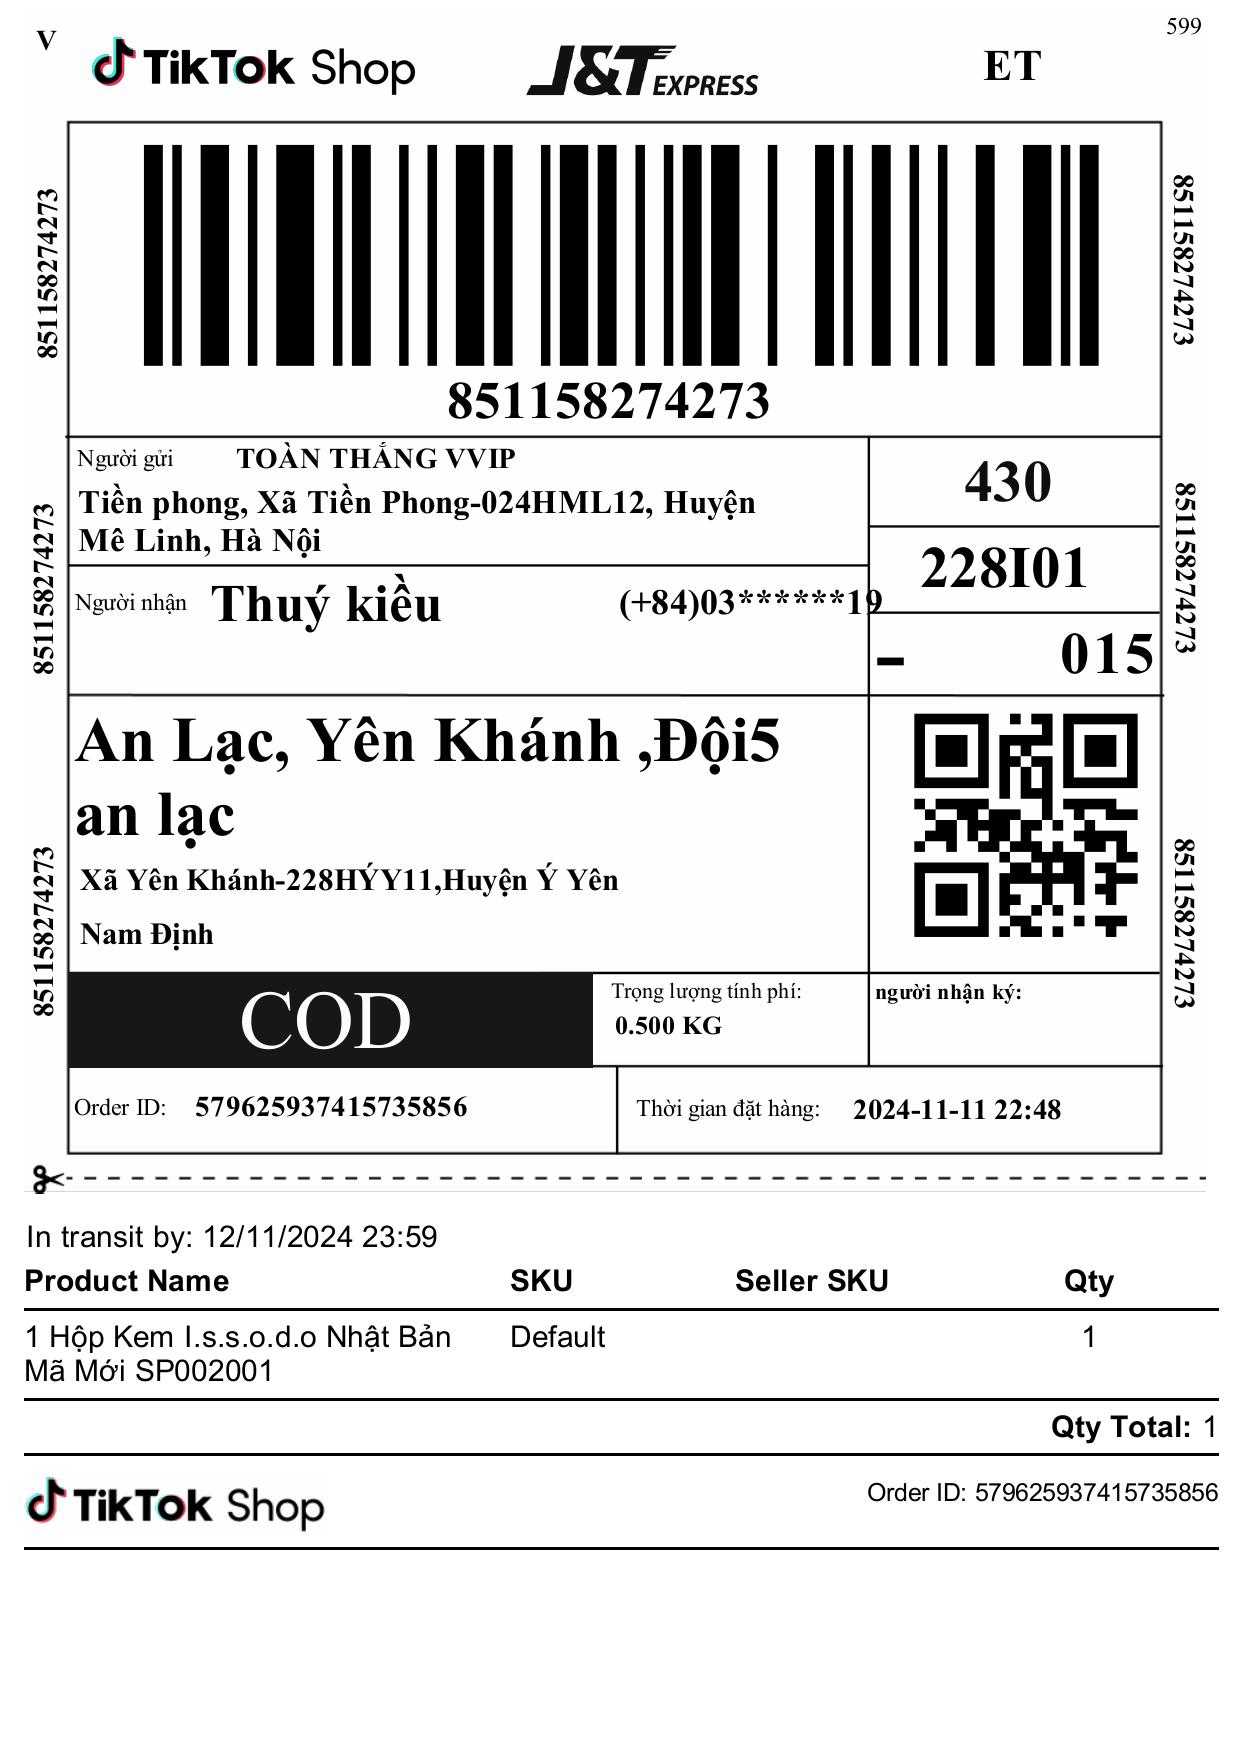 V
TikTok Shop
J&T EXPRESS
ET
599
851158274273
851158274273
851158274273
Người gửi TOÀN THẮNG VVIP
Tiền phong, Xã Tiền Phong-024HML12, Huyện
Mê Linh, Hà Nội
430
228I01
- 015
851158274273
851158274273
Người nhận Thuý kiều (+84)03******19
An Lạc, Yên Khánh ,Đội5
an lạc
Xã Yên Khánh-228HÝY11,Huyện Ý Yên
Nam Định
851158274273
851158274273
COD
Trọng lượng tính phí:
0.500 KG
người nhận ký:
Order ID: 579625937415735856
Thời gian đặt hàng: 2024-11-11 22:48
In transit by: 12/11/2024 23:59
Product Name SKU Seller SKU Qty
1 Hộp Kem I.s.s.o.d.o Nhật Bản Default 1
Mã Mới SP002001
Qty Total: 1
TikTok Shop
Order ID: 579625937415735856